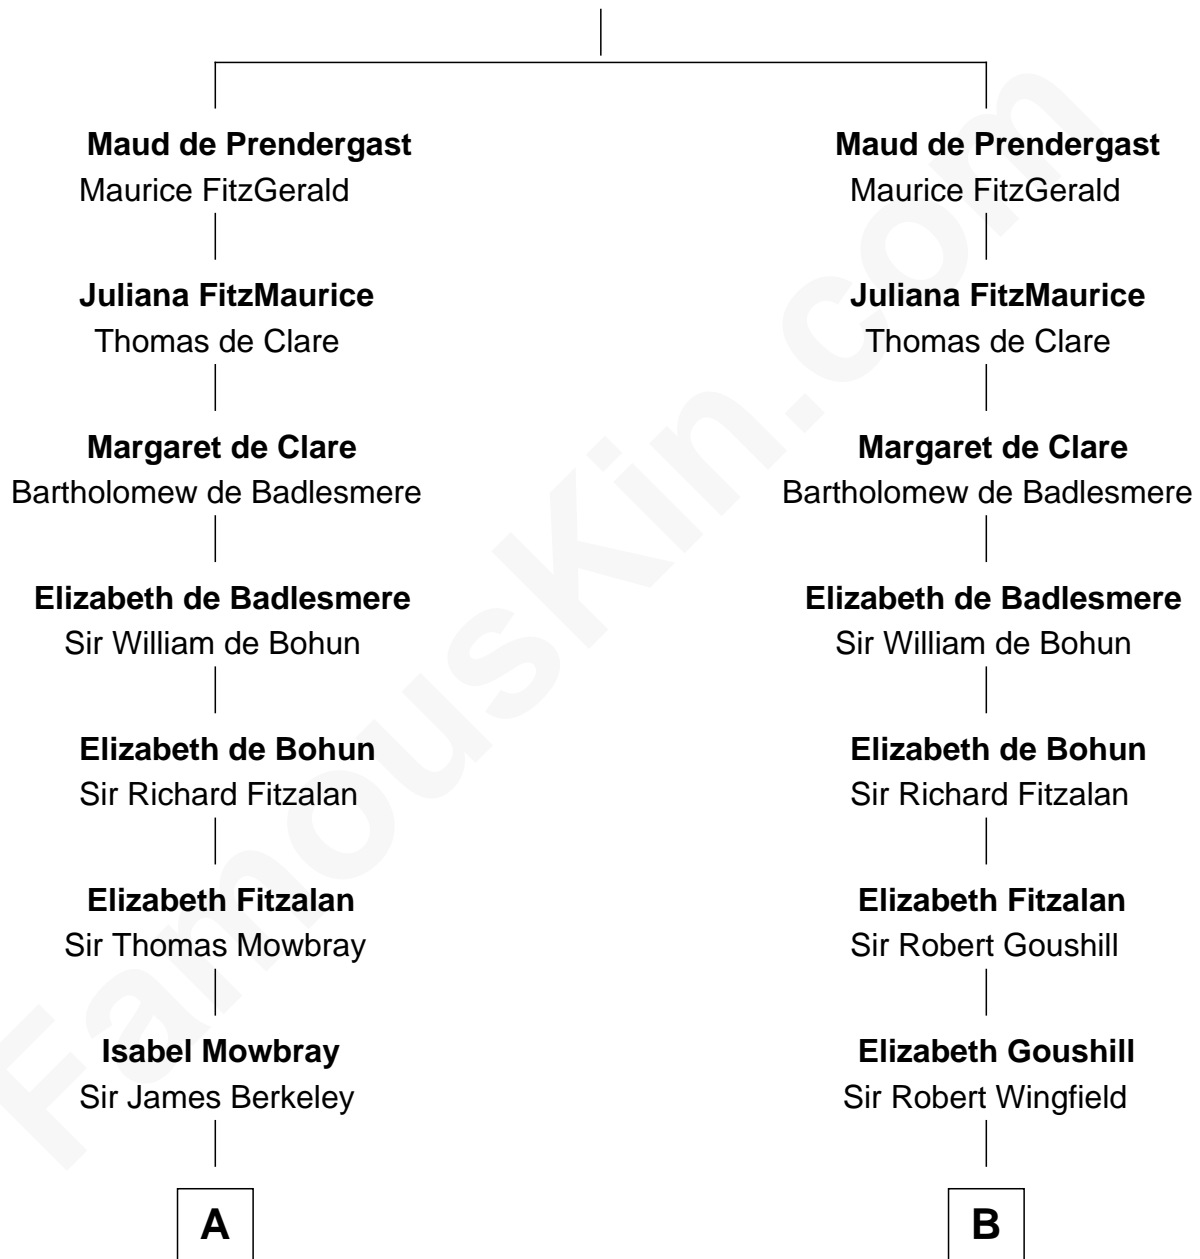 Maud de Prendergast
Maurice FitzGerald
Juliana FitzMaurice
Thomas de Clare
Margaret de Clare
Bartholomew de Badlesmere
Elizabeth de Badlesmere
Sir William de Bohun
Elizabeth de Bohun
Sir Richard Fitzalan
Elizabeth Fitzalan
Sir Thomas Mowbray
Isabel Mowbray
Sir James Berkeley
A
Maud de Prendergast
Maurice FitzGerald
Juliana FitzMaurice
Thomas de Clare
Margaret de Clare
Bartholomew de Badlesmere
Elizabeth de Badlesmere
Sir William de Bohun
Elizabeth de Bohun
Sir Richard Fitzalan
Elizabeth Fitzalan
Sir Robert Goushill
Elizabeth Goushill
Sir Robert Wingfield
B
FamousKin.com